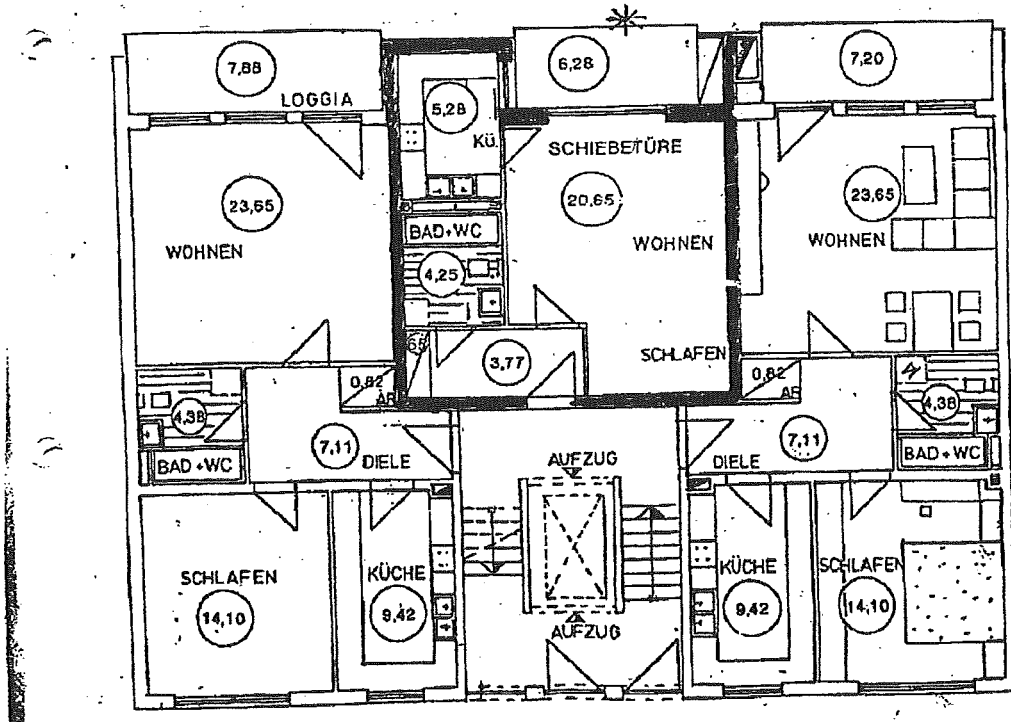 7,88
6,28
7,20
LOGGIA
5,28
KÜ.
SCHIEBETÜRE
23,65
20,65
23,65
WOHNEN
BAD+WC
WOHNEN
WOHNEN
4,25
65
3,77
SCHLAFEN
0,82
AR
0,82
AR
4,38
4,38
7,11
7,11
BAD+WC
DIELE
AUFZUG
DIELE
BAD+WC
SCHLAFEN
KÜCHE
KÜCHE
SCHLAFEN
14,10
9,42
9,42
14,10
AUFZUG